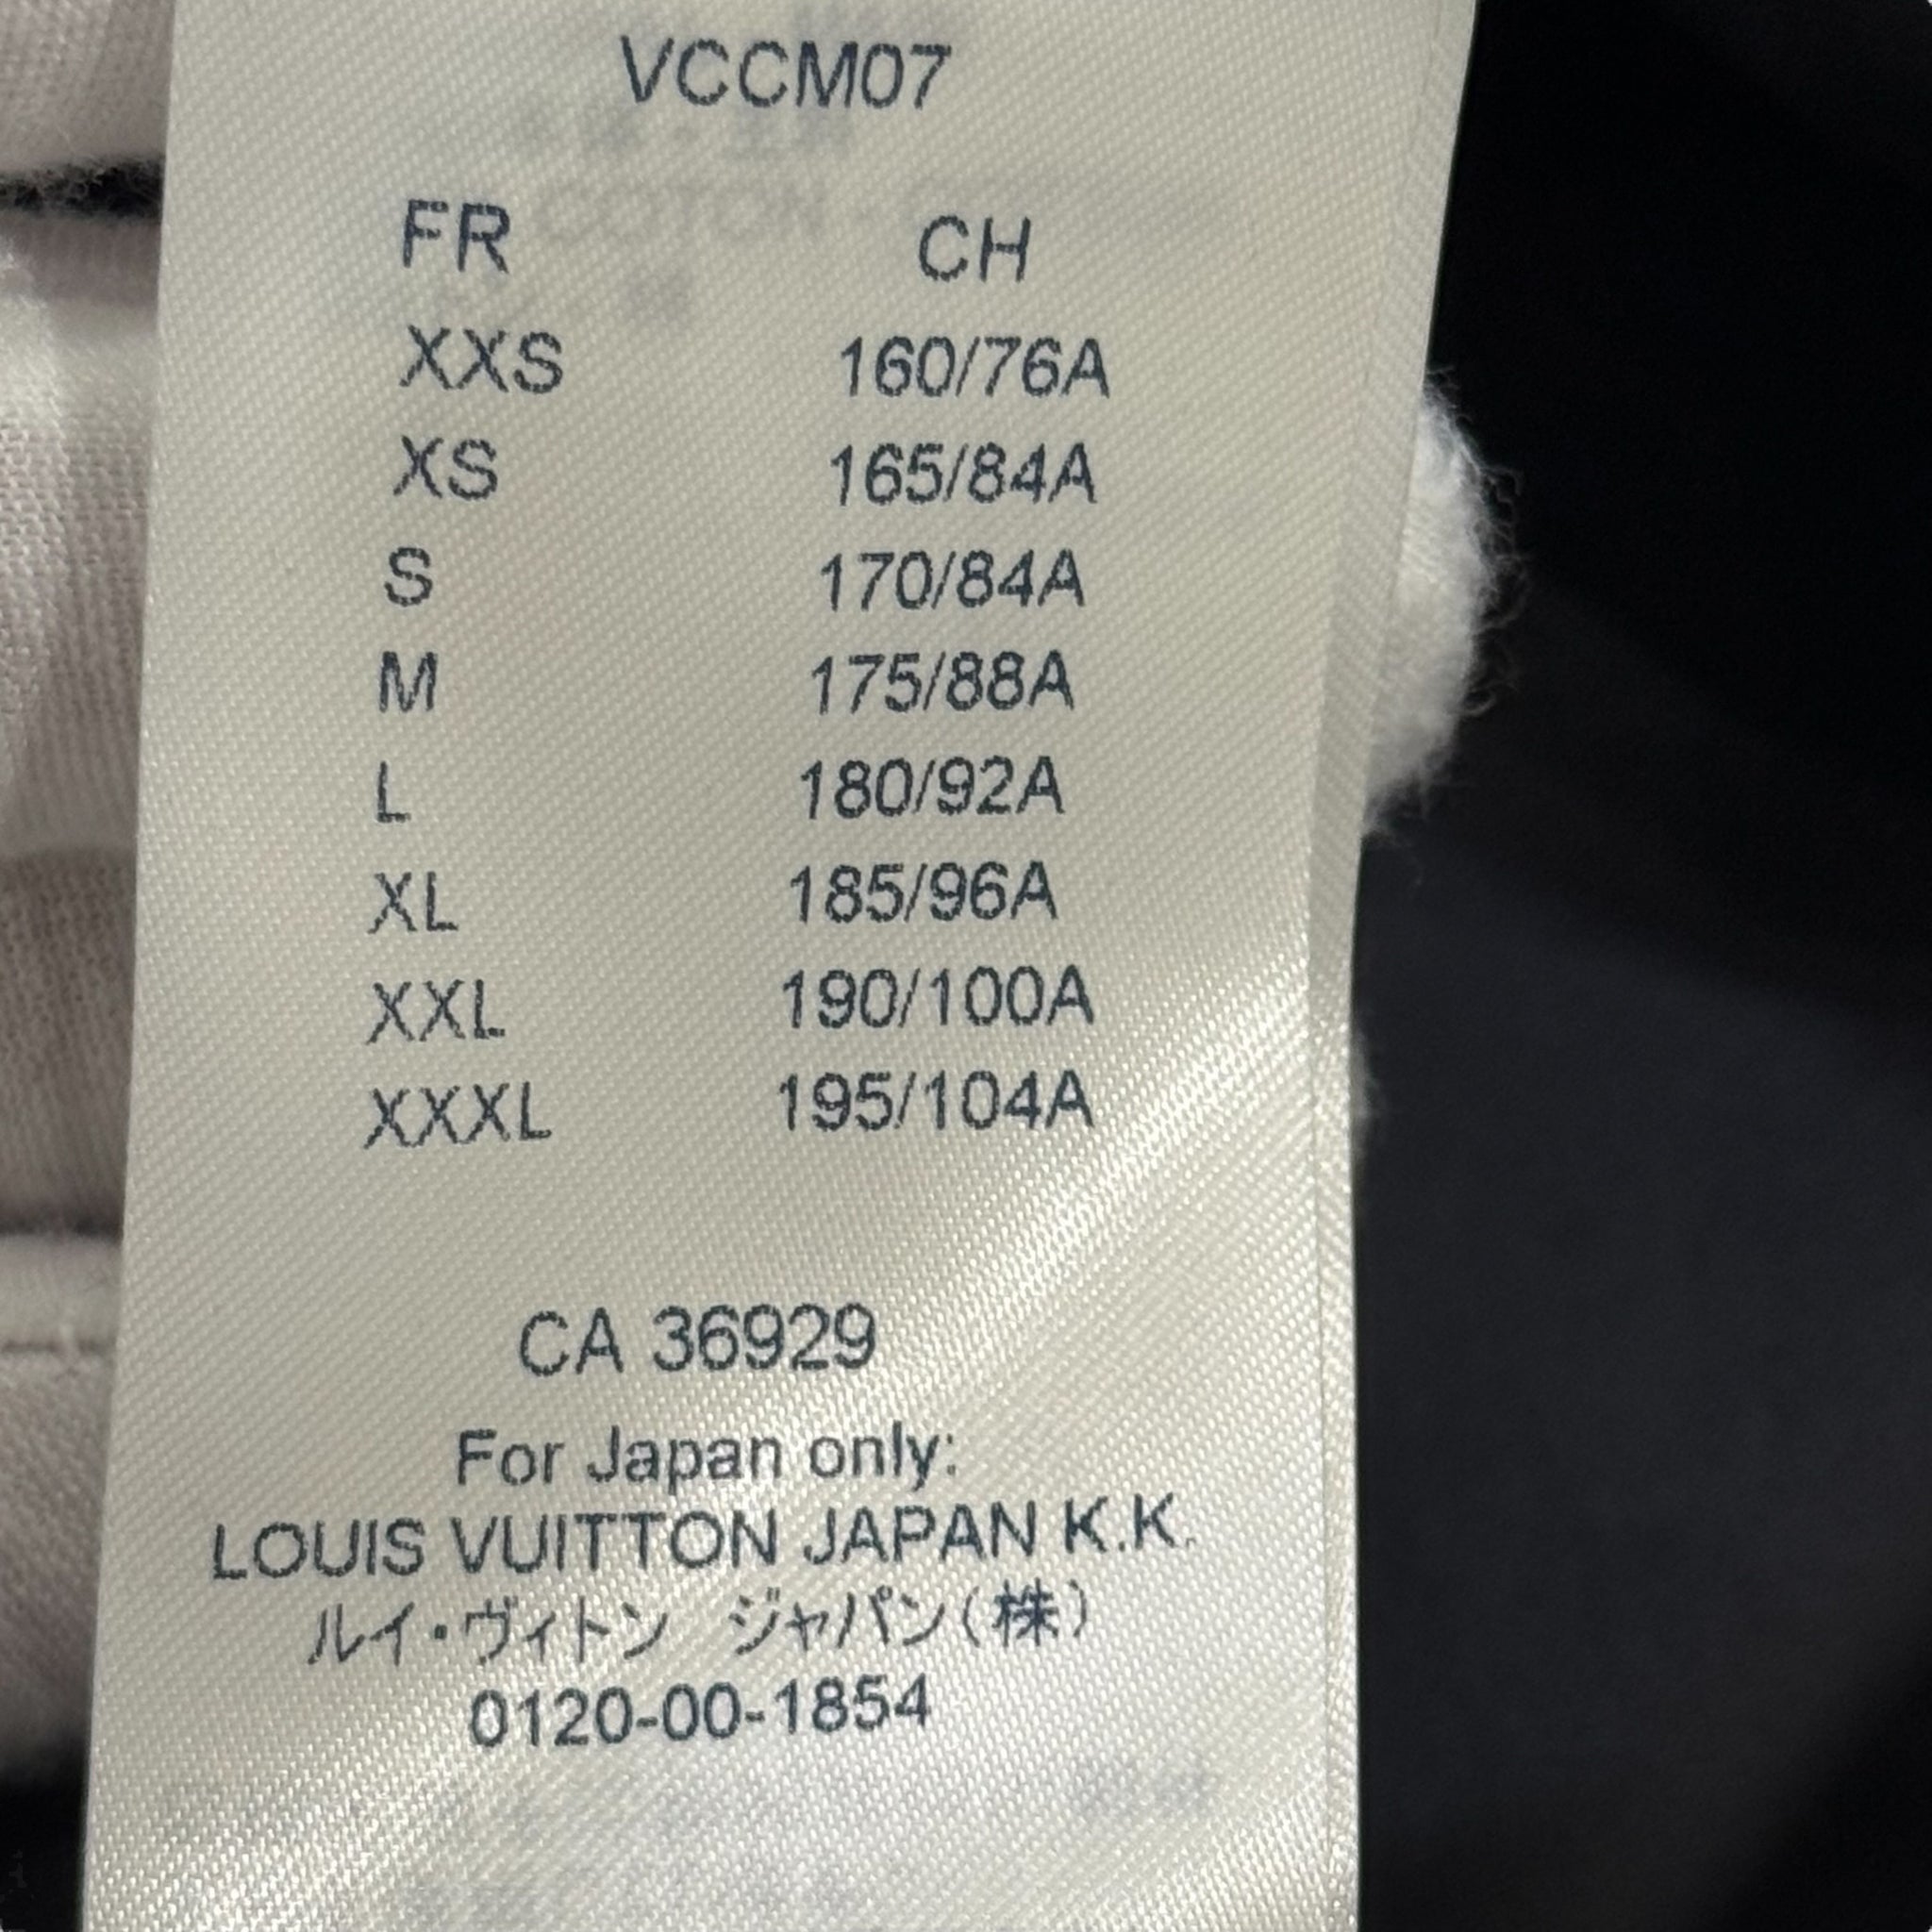 VCCM07
COTON
FR CH
XXS 160/76A
XS 165/84A
S 170/84A
M 175/88A
L 180/92A
XL 185/96A
XXL 190/100A
XXXL 195/104A
CA 36929
For Japan only:
LOUIS VUITTON JAPAN K.K.
ルイ・ヴィトン ジャパン(株)
0120-00-1854